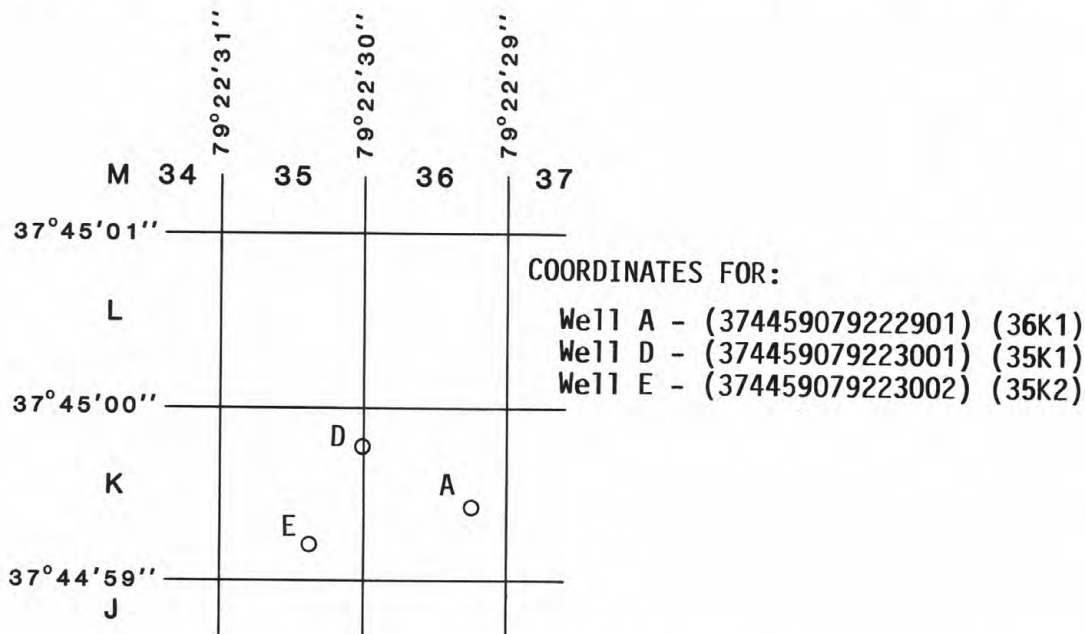 79°22'31''
79°22'30''
79°22'29''
M 34 35 36 37
37°45'01''
COORDINATES FOR:
L
Well A - (374459079222901) (36K1)
Well D - (374459079223001) (35K1)
Well E - (374459079223002) (35K2)
37°45'00''
D
K
A
E
37°44'59''
J